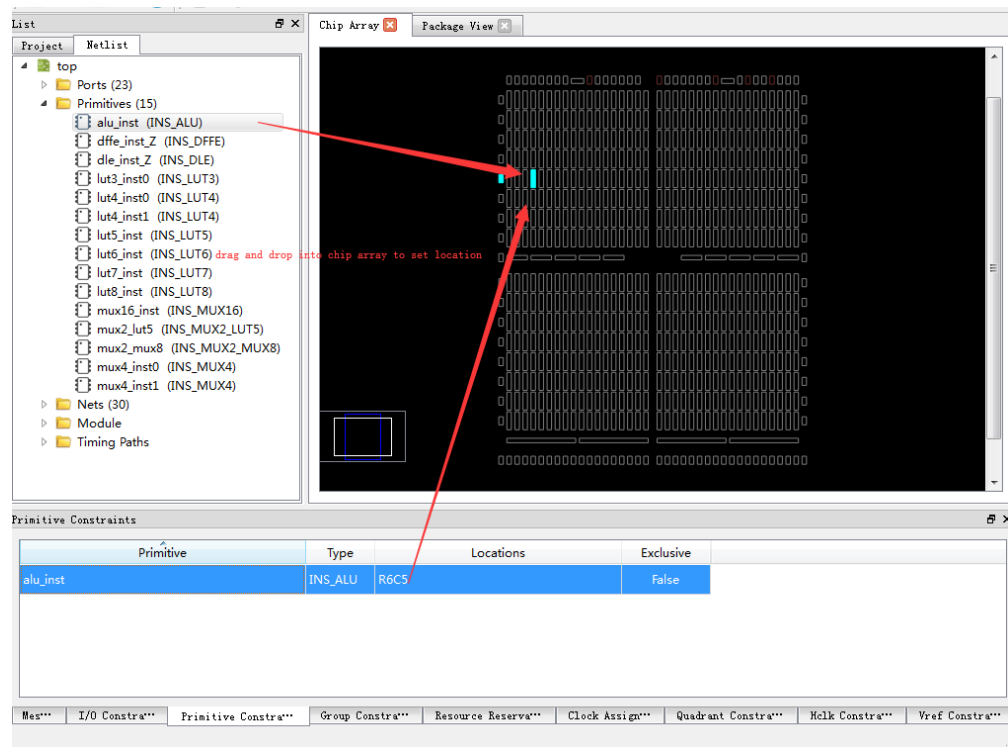 List
Chip Array
Package View
Project
Netlist
top
Ports (23)
Primitives (15)
alu_inst (INS_ALU)
dffe_inst_Z (INS_DFFE)
dle_inst_Z (INS_DLE)
lut3_inst0 (INS_LUT3)
lut4_inst0 (INS_LUT4)
lut4_inst1 (INS_LUT4)
lut5_inst (INS_LUT5)
lut6_inst (INS_LUT6) drag and drop into chip array to set location
lut7_inst (INS_LUT7)
lut8_inst (INS_LUT8)
mux16_inst (INS_MUX16)
mux2_lut5 (INS_MUX2_LUT5)
mux2_mux8 (INS_MUX2_MUX8)
mux4_inst0 (INS_MUX4)
mux4_inst1 (INS_MUX4)
Nets (30)
Module
Timing Paths
Primitive Constraints
Primitive Type Locations Exclusive
alu_inst INS_ALU R6C5 False
Mes··· I/O Constra··· Primitive Constra··· Group Constra··· Resource Reserva··· Clock Assign··· Quadrant Constra··· Hclk Constra··· Vref Constra···